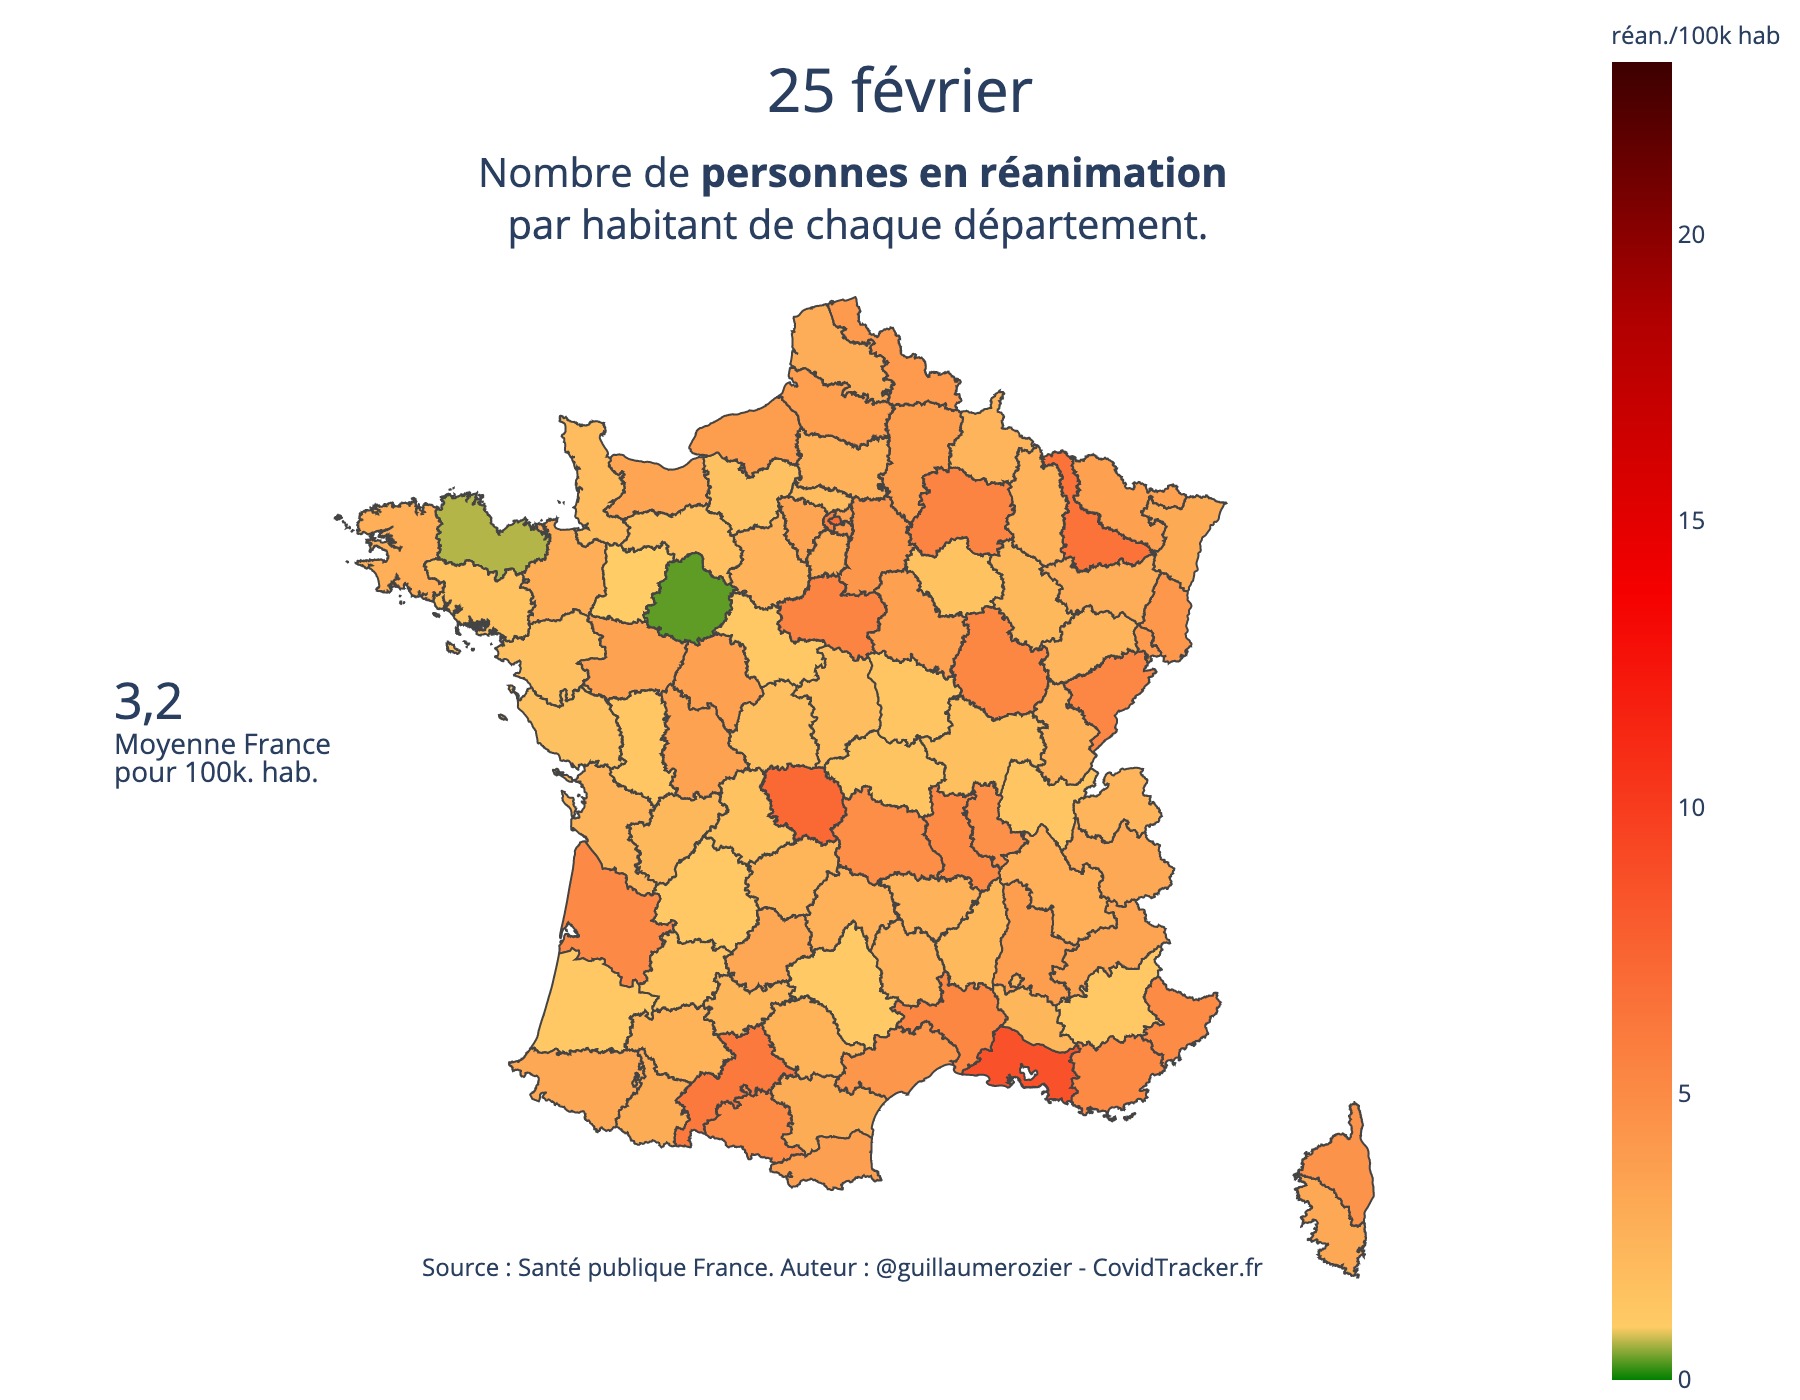 réan./100k hab
25 février
Nombre de personnes en réanimation
par habitant de chaque département.
20
15
3,2
Moyenne France
pour 100k. hab.
10
5
Source : Santé publique France. Auteur : @guillaumerozier - CovidTracker.fr
0